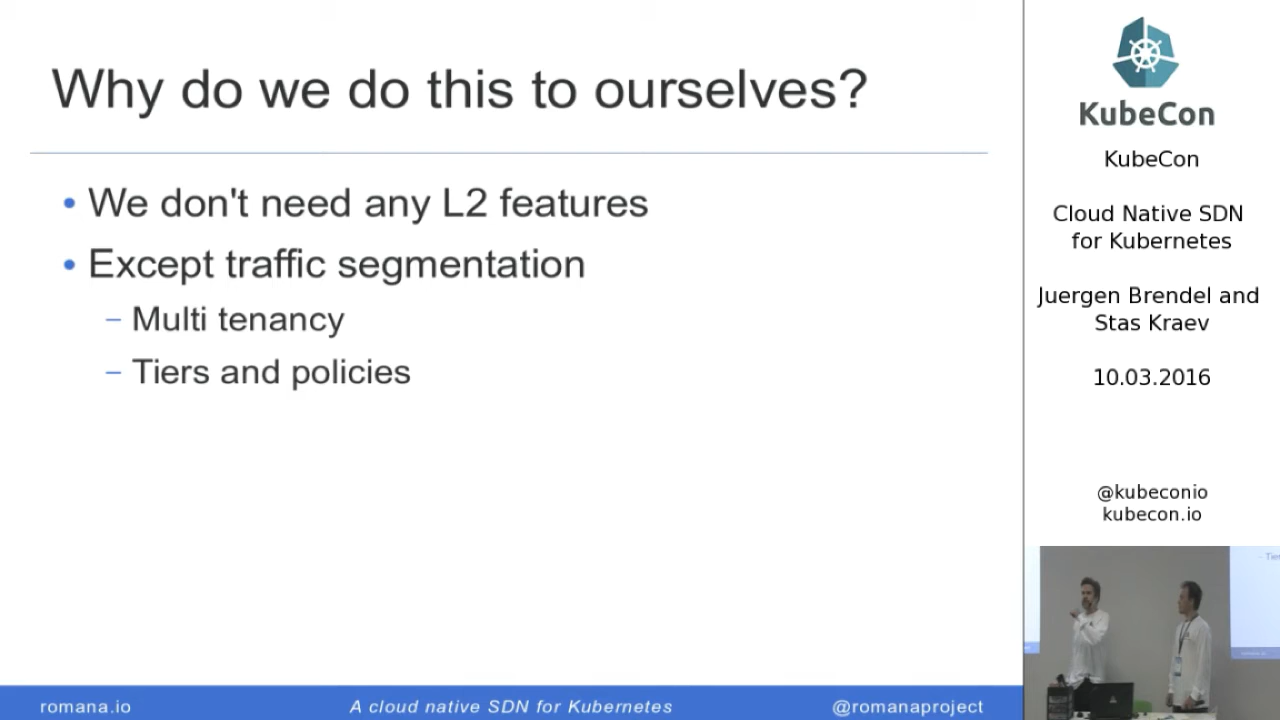 Why do we do this to ourselves?
• We don't need any L2 features
• Except traffic segmentation
– Multi tenancy
– Tiers and policies
romana.io
A cloud native SDN for Kubernetes
@romanaproject
KubeCon
KubeCon
Cloud Native SDN
for Kubernetes
Juergen Brendel and
Stas Kraev
10.03.2016
@kubeconio
kubecon.io